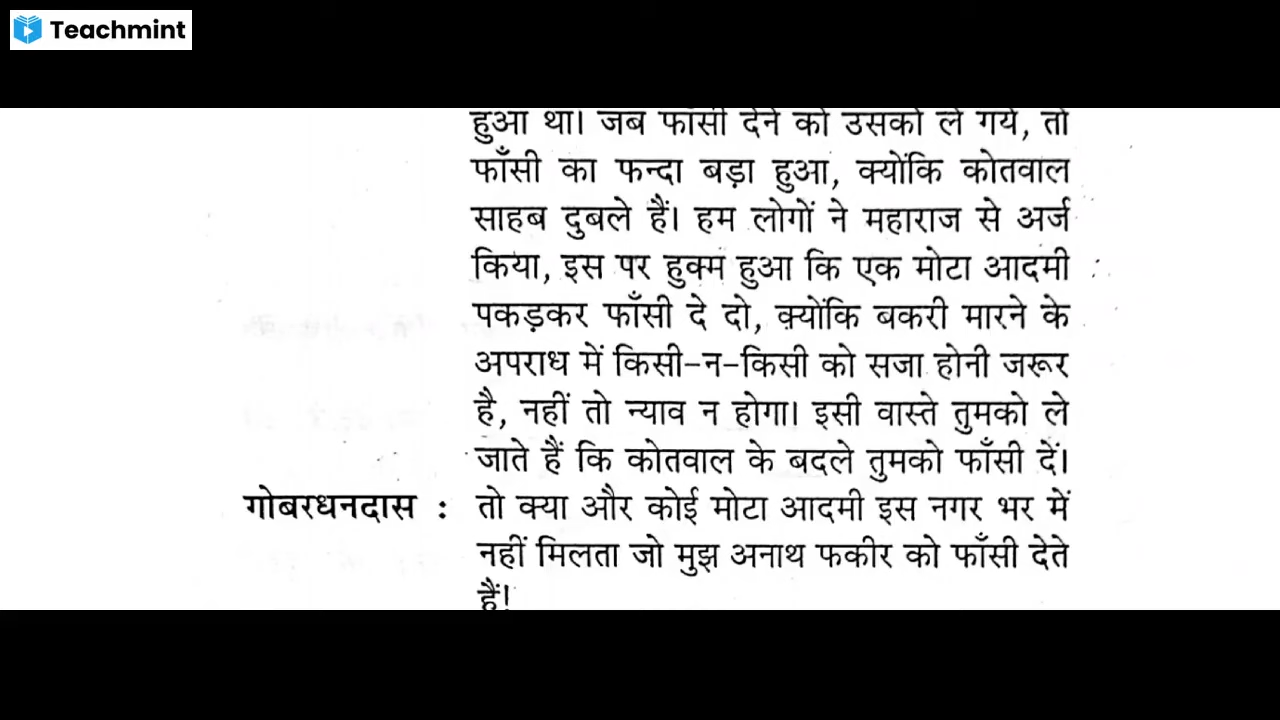 Teachmint
हुआ था। जब फाँसी देने को उसको ले गये, तो
फाँसी का फन्दा बड़ा हुआ, क्योंकि कोतवाल
साहब दुबले हैं। हम लोगों ने महाराज से अर्ज
किया, इस पर हुक्म हुआ कि एक मोटा आदमी
पकड़कर फाँसी दे दो, क्योंकि बकरी मारने के
अपराध में किसी-न-किसी को सजा होनी जरूर
है, नहीं तो न्याव न होगा। इसी वास्ते तुमको ले
जाते हैं कि कोतवाल के बदले तुमको फाँसी दें।
गोबरधनदास : तो क्या और कोई मोटा आदमी इस नगर भर में
नहीं मिलता जो मुझ अनाथ फकीर को फाँसी देते
हैं!